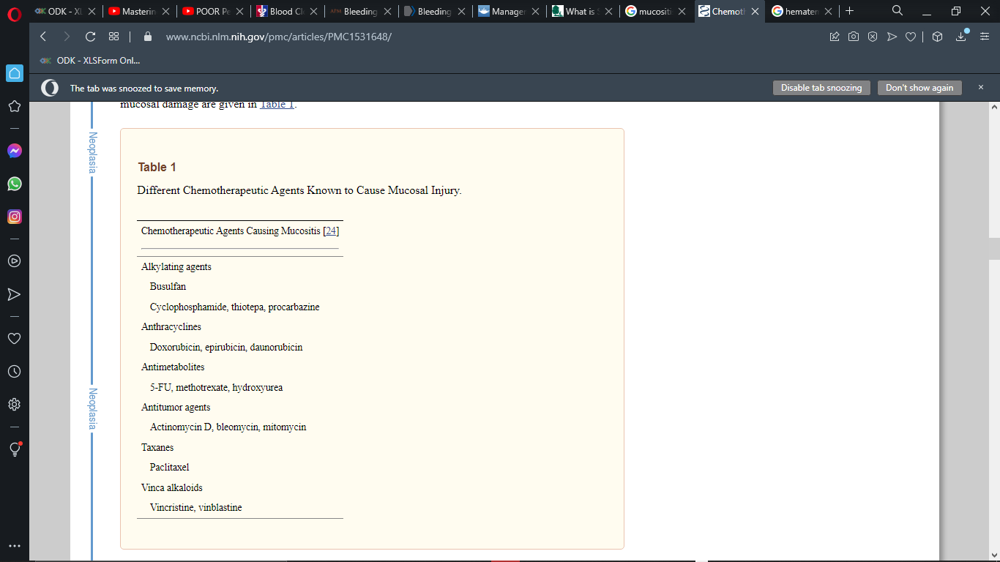 ODK - XL
Masterin
POOR Pe
Blood Cl
APM Bleeding
Bleeding
Manager
What is
mucositi
Chemoth
hematem
www.ncbi.nlm.nih.gov/pmc/articles/PMC1531648/
ODK - XLSForm Onl...
The tab was snoozed to save memory.
Disable tab snoozing
Don't show again
mucosal damage are given in Table 1.
Neoplasia
Table 1
Different Chemotherapeutic Agents Known to Cause Mucosal Injury.
Chemotherapeutic Agents Causing Mucositis [24]
Alkylating agents
Busulfan
Cyclophosphamide, thiotepa, procarbazine
Anthracyclines
Doxorubicin, epirubicin, daunorubicin
Antimetabolites
5-FU, methotrexate, hydroxyurea
Neoplasia
Antitumor agents
Actinomycin D, bleomycin, mitomycin
Taxanes
Paclitaxel
Vinca alkaloids
Vincristine, vinblastine